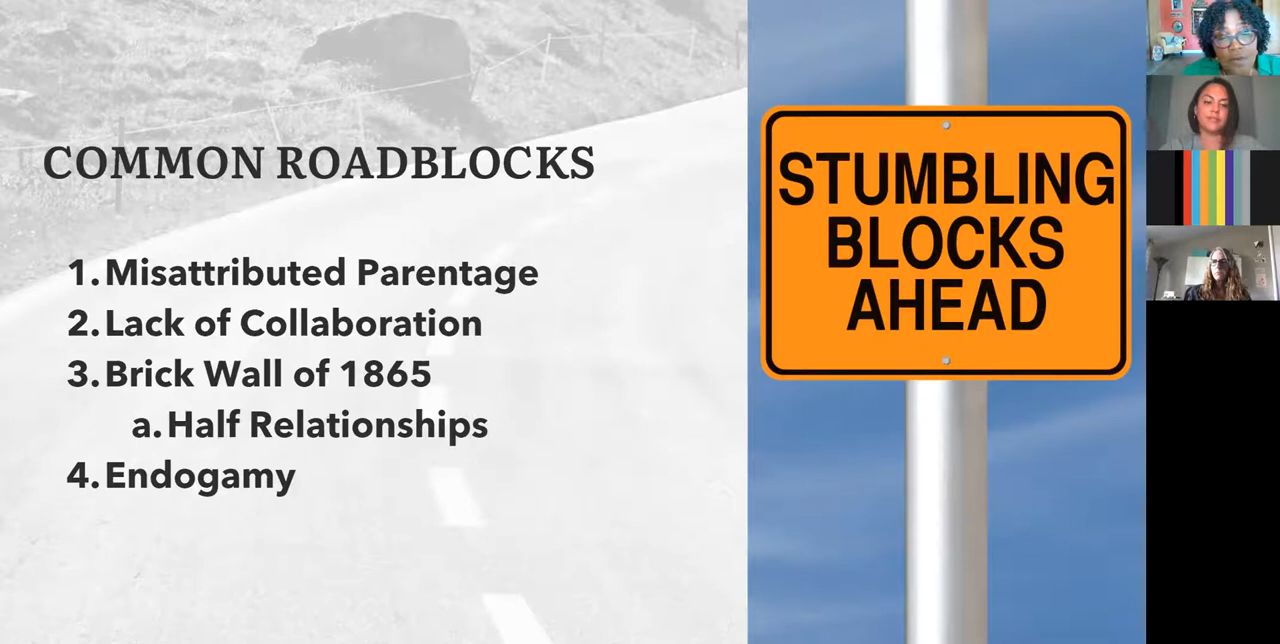 COMMON ROADBLOCKS
1. Misattributed Parentage
2. Lack of Collaboration
3. Brick Wall of 1865
a. Half Relationships
4. Endogamy
STUMBLING
BLOCKS
AHEAD